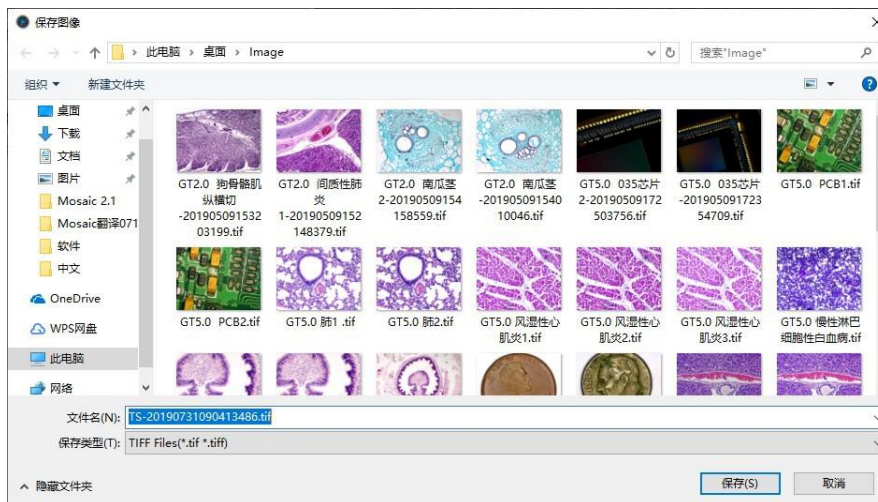 保存图像
此电脑 › 桌面 › Image
搜索"Image"
组织
新建文件夹
桌面
下载
文档
图片
Mosaic 2.1
Mosaic翻译071
软件
中文
OneDrive
WPS网盘
此电脑
网络
GT2.0 狗骨骼肌
纵横切
-201905091532
03199.tif
GT2.0 间质性肺
炎
1-20190509152
148379.tif
GT2.0 南瓜茎
2-20190509154
158559.tif
GT2.0 南瓜茎
-201905091540
10046.tif
GT5.0 035芯片
2-20190509172
503756.tif
GT5.0 035芯片
-201905091723
54709.tif
GT5.0 PCB1.tif
GT5.0 PCB2.tif
GT5.0 肺1 .tif
GT5.0 肺2.tif
GT5.0 风湿性心
肌炎1.tif
GT5.0 风湿性心
肌炎2.tif
GT5.0 风湿性心
肌炎3.tif
GT5.0 慢性淋巴
细胞性白血病.tif
文件名(N): TS-20190731090413486.tif
保存类型(T): TIFF Files(*.tif *.tiff)
隐藏文件夹
保存(S)
取消